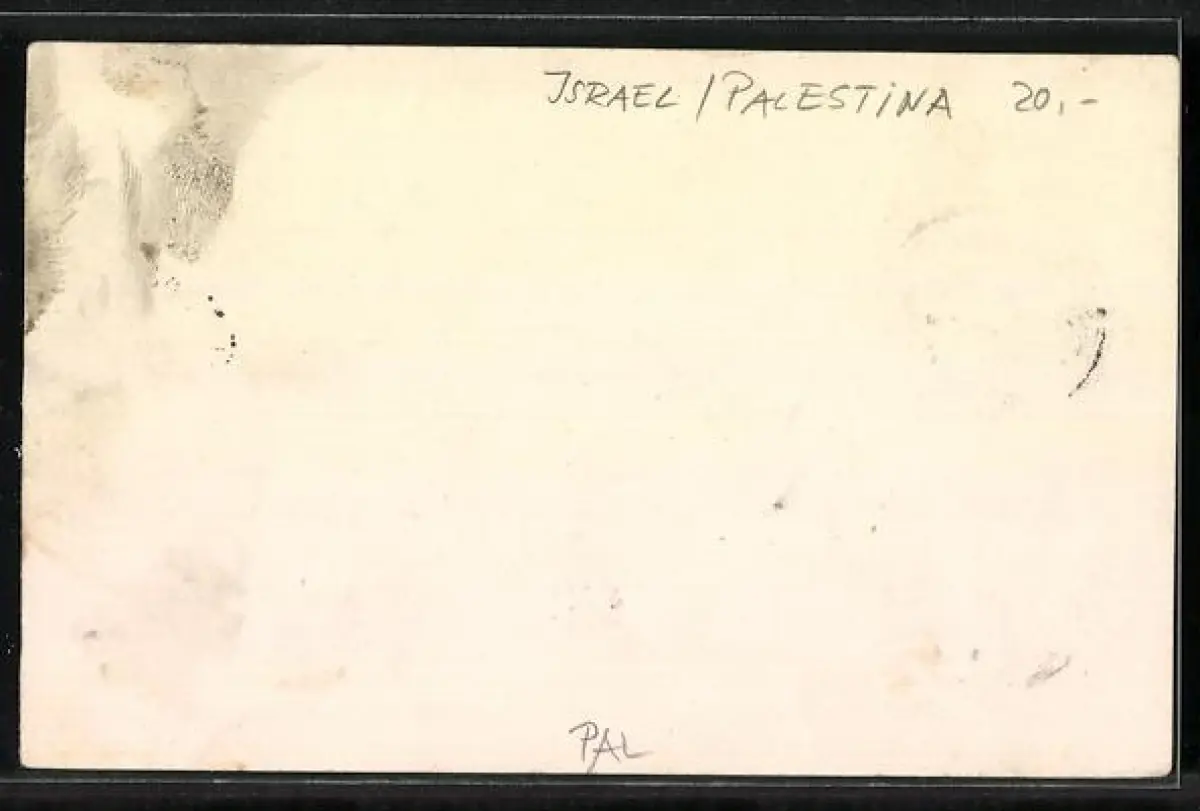 ISRAEL / PALESTiNA 20,-
PAL